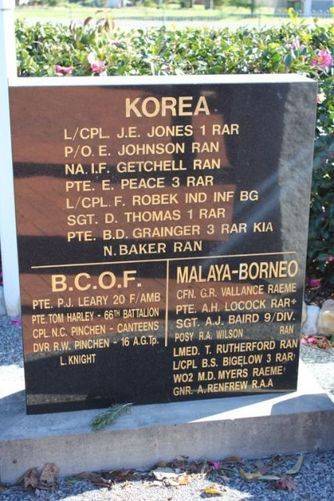 KOREA
L/CPL. J.E. JONES 1 RAR
P/O. E. JOHNSON RAN
NA. I.F. GETCHELL RAN
PTE. E. PEACE 3 RAR
L/CPL. F. ROBEK IND INF BG
SGT. D. THOMAS 1 RAR
PTE. B.D. GRAINGER 3 RAR KIA
N. BAKER RAN
B.C.O.F.
PTE. P.J. LEARY 20 F/AMB
PTE TOM HARLEY - 66TH BATTALION
CPL. N.C. PINCHEN - CANTEENS
DVR R.W. PINCHEN - 16 A.G.Tp.
L. KNIGHT
MALAYA-BORNEO
CFN. G.R. VALLANCE RAEME
PTE. A.H. LOCOCK RAR+
SGT. A.J. BAIRD 9/DIV.
POSY R.A. WILSON RAN
LMED. T. RUTHERFORD RAN
L/CPL B.S. BIGELOW 3 RAR
WO2 M.D. MYERS RAEME
GNR. A. RENFREW R.A.A